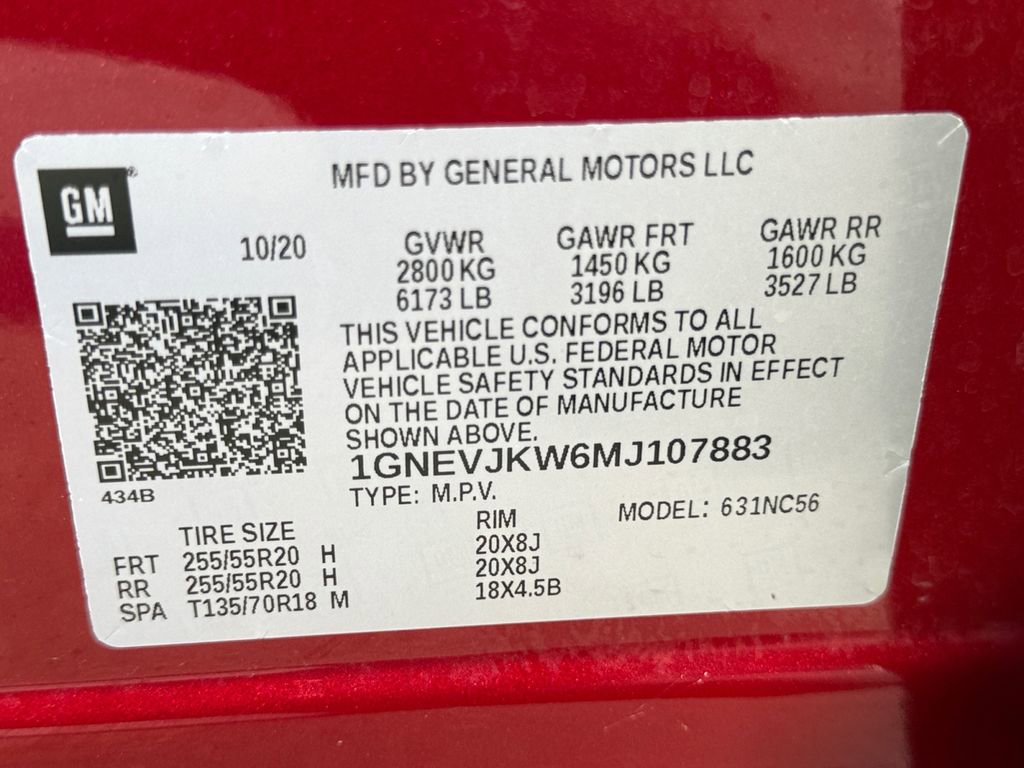 GM®
MFD BY GENERAL MOTORS LLC
10/20 GVWR GAWR FRT GAWR RR
2800 KG 1450 KG 1600 KG
6173 LB 3196 LB 3527 LB
THIS VEHICLE CONFORMS TO ALL
APPLICABLE U.S. FEDERAL MOTOR
VEHICLE SAFETY STANDARDS IN EFFECT
ON THE DATE OF MANUFACTURE
SHOWN ABOVE.
1GNEVJKW6MJ107883
434B
TYPE: M.P.V.
MODEL: 631NC56
TIRE SIZE RIM
FRT 255/55R20 H 20X8J
RR 255/55R20 H 20X8J
SPA T135/70R18 M 18X4.5B